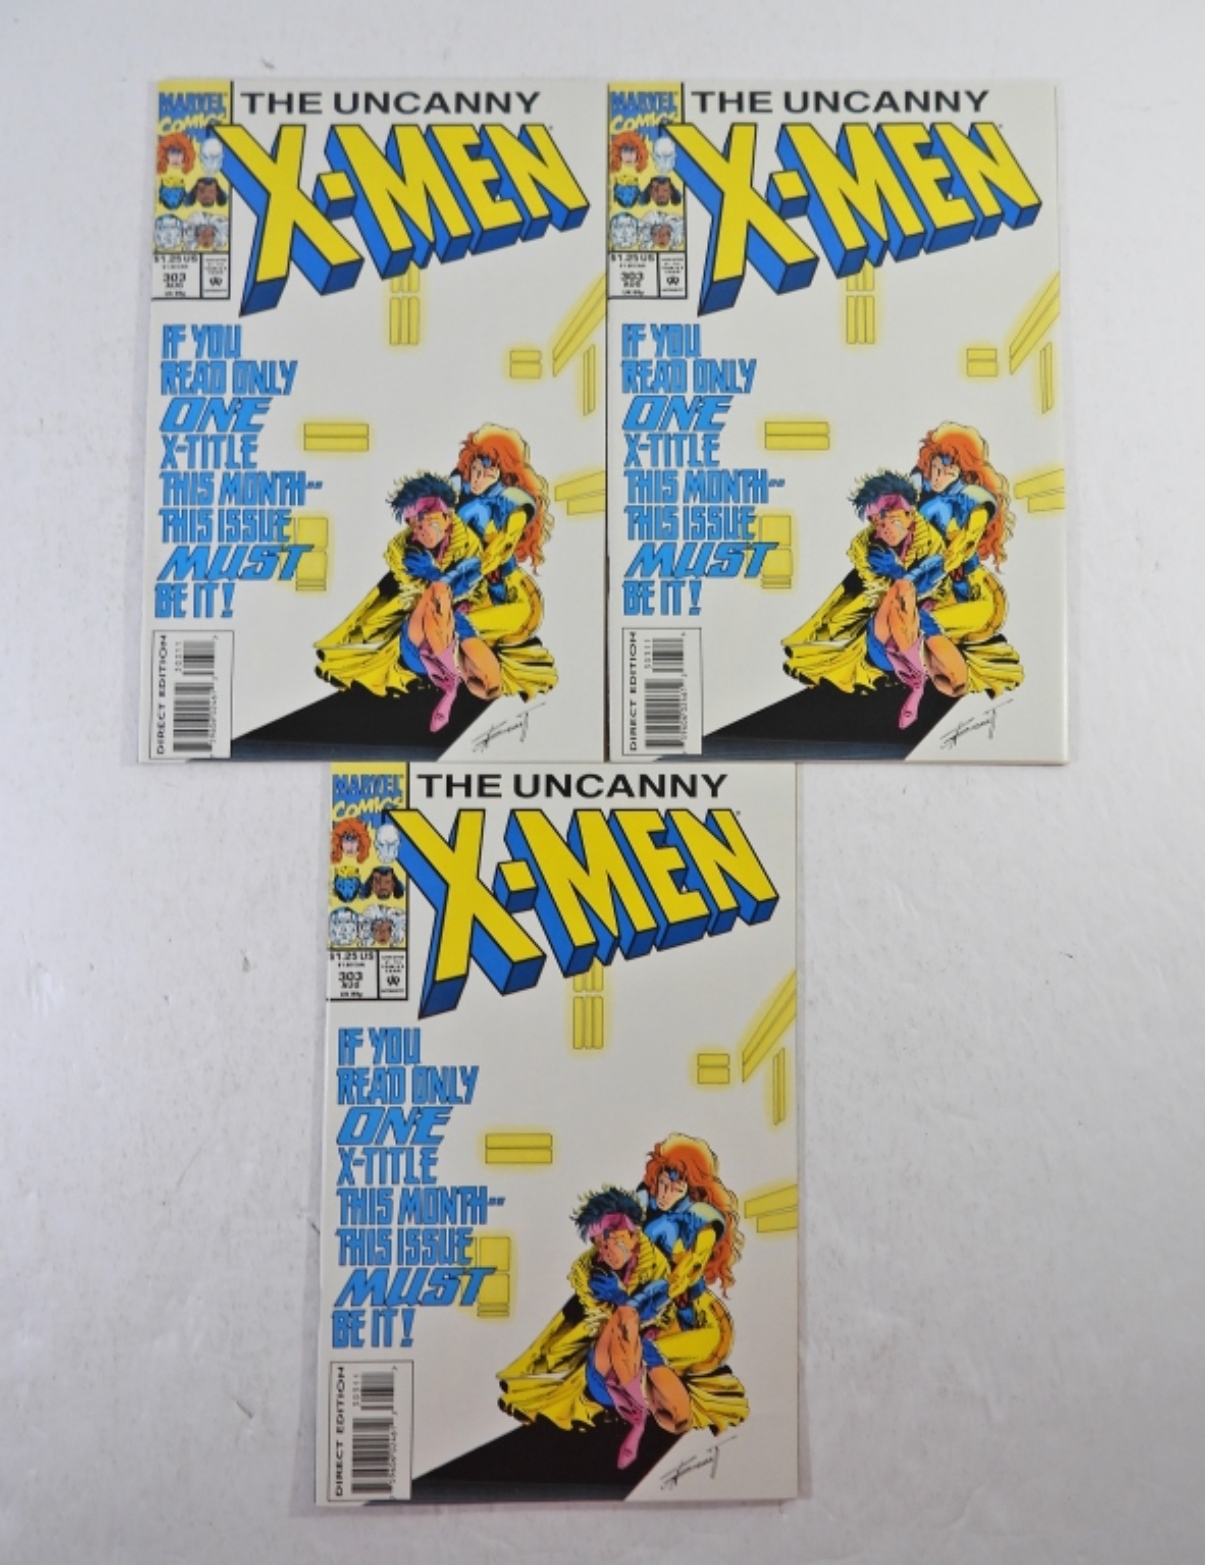 MARVEL
COMICS
THE UNCANNY
X-MEN
$1.25 US
303
AUG
IF YOU
READ ONLY
ONE
X-TITLE
THIS MONTH--
THIS ISSUE
MUST
BE IT!
DIRECT EDITION
MARVEL
COMICS
THE UNCANNY
X-MEN
$1.25 US
303
AUG
IF YOU
READ ONLY
ONE
X-TITLE
THIS MONTH--
THIS ISSUE
MUST
BE IT!
DIRECT EDITION
MARVEL
COMICS
THE UNCANNY
X-MEN
$1.25 US
303
AUG
IF YOU
READ ONLY
ONE
X-TITLE
THIS MONTH--
THIS ISSUE
MUST
BE IT!
DIRECT EDITION